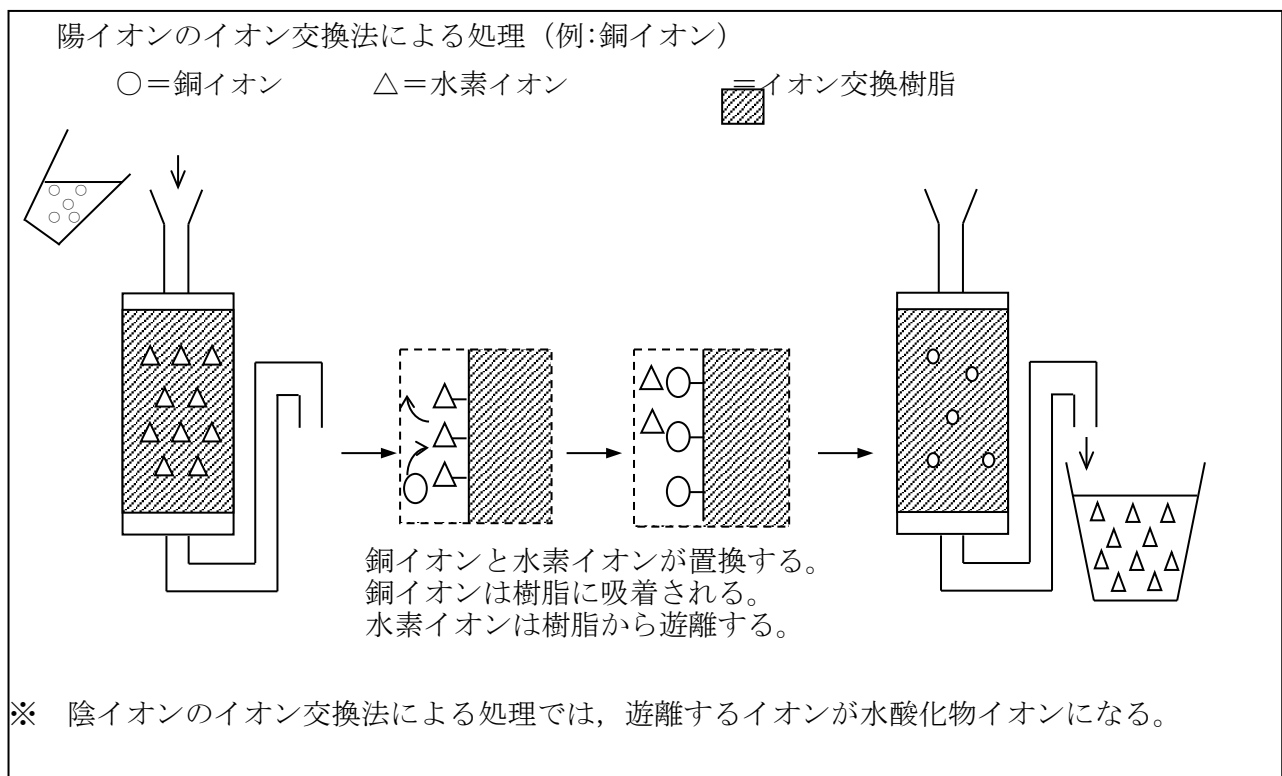 陽イオンのイオン交換法による処理（例:銅イオン）
○＝銅イオン　△＝水素イオン　＝イオン交換樹脂
銅イオンと水素イオンが置換する。
銅イオンは樹脂に吸着される。
水素イオンは樹脂から遊離する。
※　陰イオンのイオン交換法による処理では，遊離するイオンが水酸化物イオンになる。